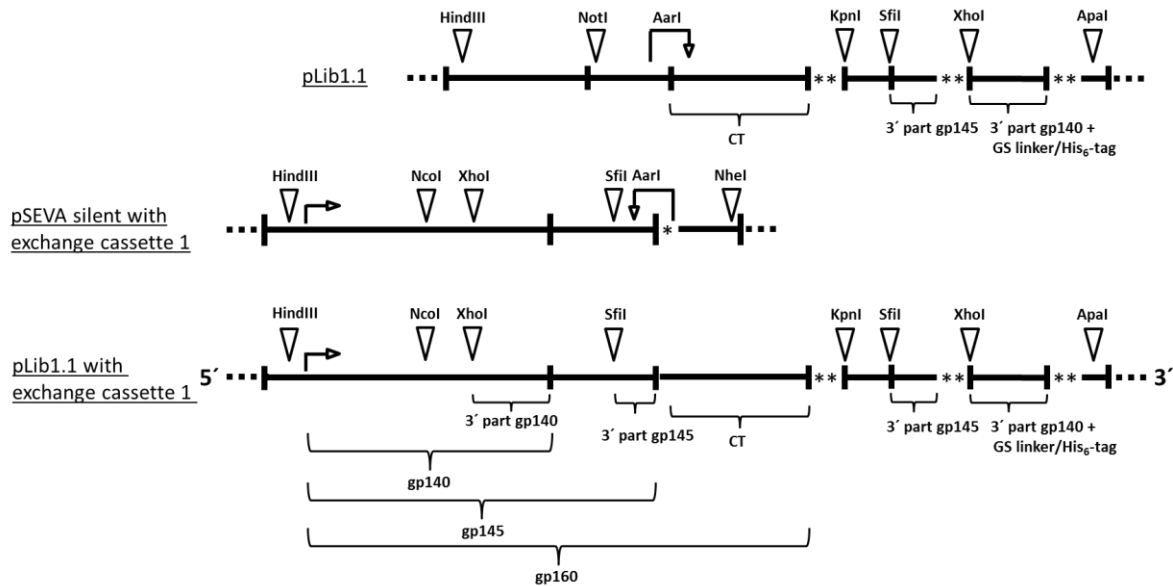 HindIII NotI AarI KpnI SfiI XhoI ApaI
pLib1.1
** ** **
CT
3´ part gp145
3´ part gp140 +
GS linker/His₆-tag
HindIII NcoI XhoI SfiI AarI NheI
pSEVA silent with
exchange cassette 1
*
HindIII NcoI XhoI SfiI KpnI SfiI XhoI ApaI
pLib1.1 with
exchange cassette 1
5´ ** ** ** 3´
3´ part gp140
3´ part gp145
CT
3´ part gp145
3´ part gp140 +
GS linker/His₆-tag
gp140
gp145
gp160